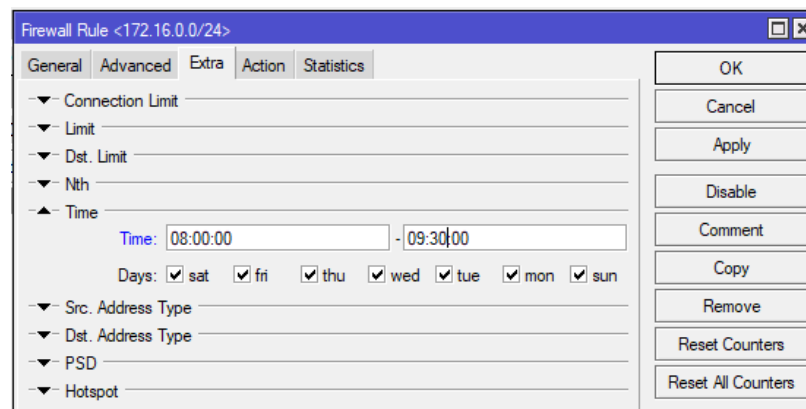 Firewall Rule <172.16.0.0/24>
General Advanced Extra Action Statistics
Connection Limit
Limit
Dst. Limit
Nth
Time
Time: 08:00:00 - 09:30:00
Days: sat fri thu wed tue mon sun
Src. Address Type
Dst. Address Type
PSD
Hotspot
OK
Cancel
Apply
Disable
Comment
Copy
Remove
Reset Counters
Reset All Counters